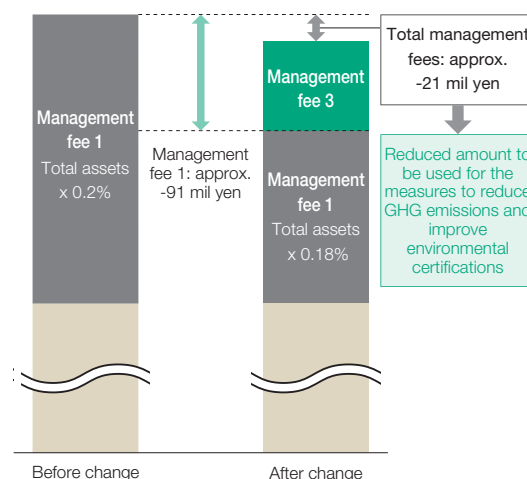 Management
fee 1
Total assets
x 0.2%
Management
fee 1: approx.
-91 mil yen
Management
fee 3
Management
fee 1
Total assets
x 0.18%
Total management
fees: approx.
-21 mil yen
Reduced amount to
be used for the
measures to reduce
GHG emissions and
improve
environmental
certifications
Before change
After change